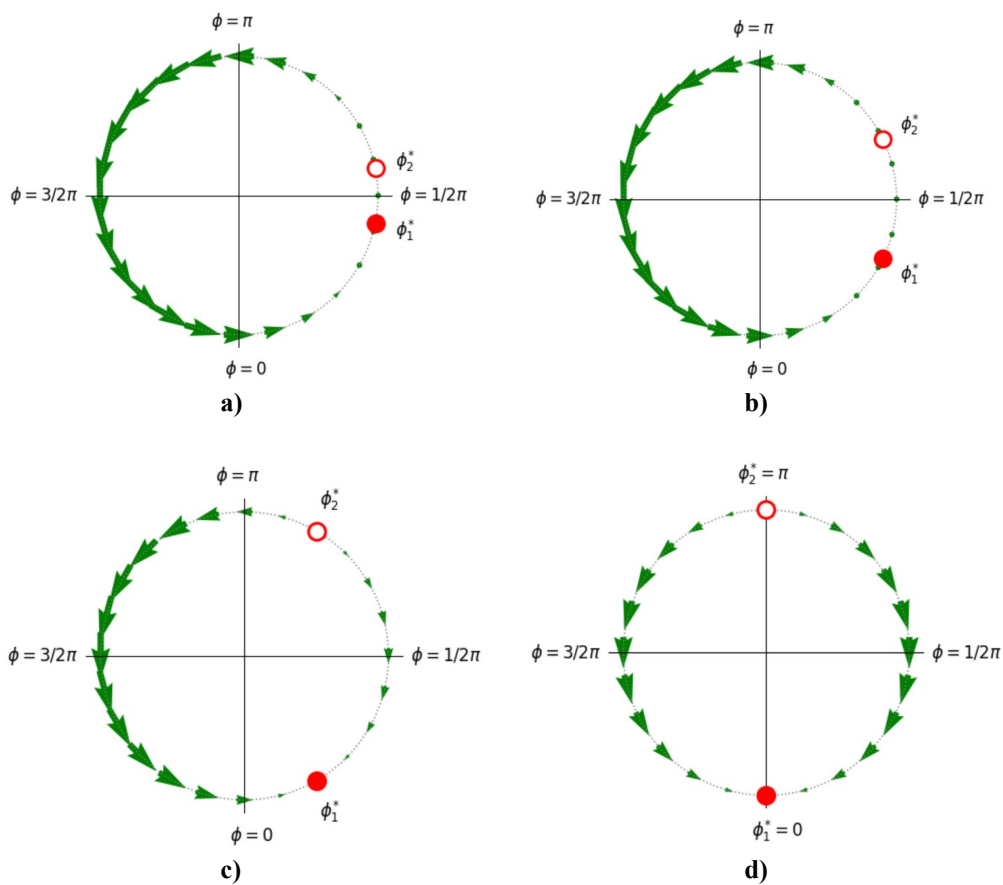 ϕ = π
ϕ₂*
ϕ = 3/2π
ϕ = 1/2π
ϕ₁*
ϕ = 0
a)
ϕ = π
ϕ₂*
ϕ = 3/2π
ϕ = 1/2π
ϕ₁*
ϕ = 0
b)
ϕ = π
ϕ₂*
ϕ = 3/2π
ϕ = 1/2π
ϕ₁*
ϕ = 0
c)
ϕ₂* = π
ϕ = 3/2π
ϕ = 1/2π
ϕ₁* = 0
d)